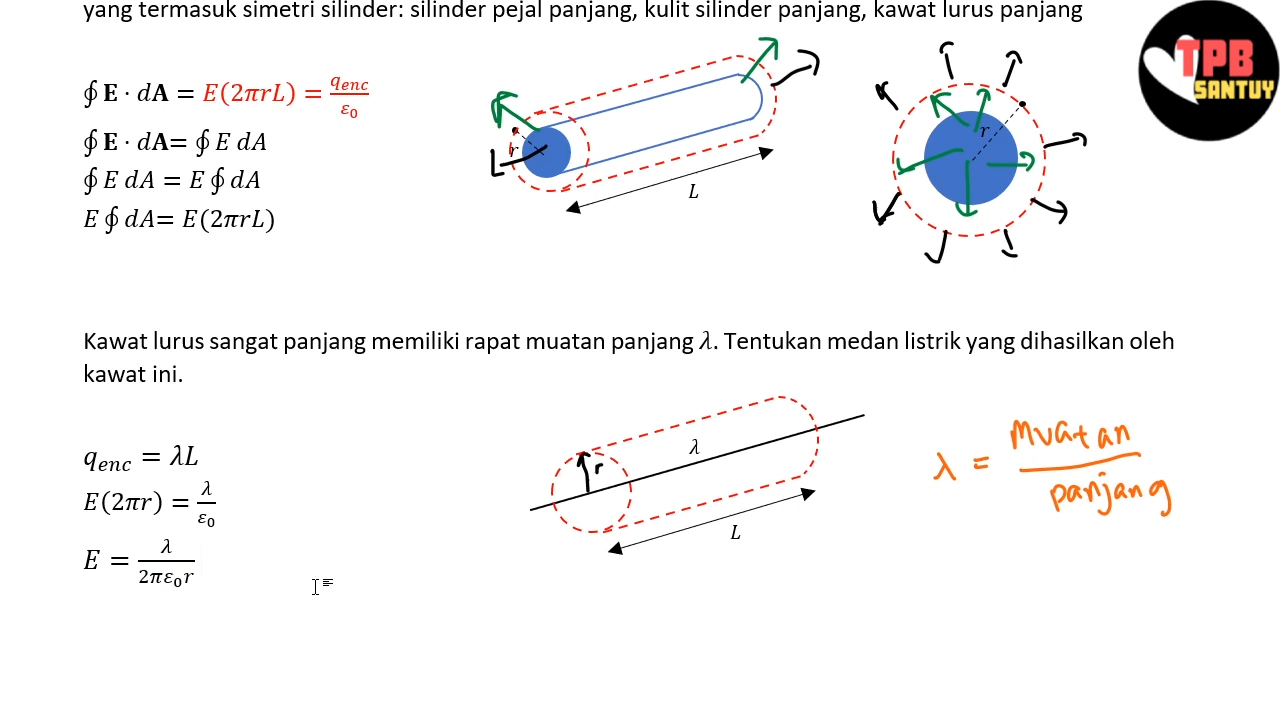 yang termasuk simetri silinder: silinder pejal panjang, kulit silinder panjang, kawat lurus panjang
TPB
SANTUY
∮ E · dA = E(2πrL) = q_enc/ε₀
∮ E · dA= ∮ E dA
∮ E dA = E ∮ dA
E ∮ dA= E(2πrL)
r
L
r
Kawat lurus sangat panjang memiliki rapat muatan panjang λ. Tentukan medan listrik yang dihasilkan oleh
kawat ini.
q_enc = λL
E(2πr) = λ/ε₀
E = λ/2πε₀r
r
λ
L
λ = muatan/panjang